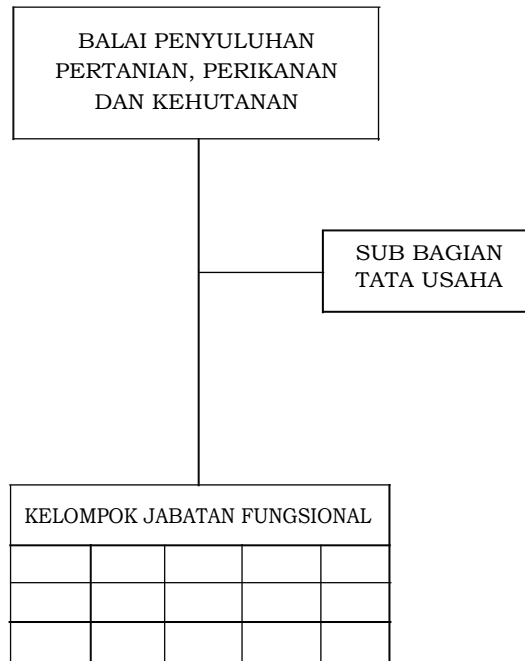 BALAI PENYULUHAN
PERTANIAN, PERIKANAN
DAN KEHUTANAN
SUB BAGIAN
TATA USAHA
KELOMPOK JABATAN FUNGSIONAL